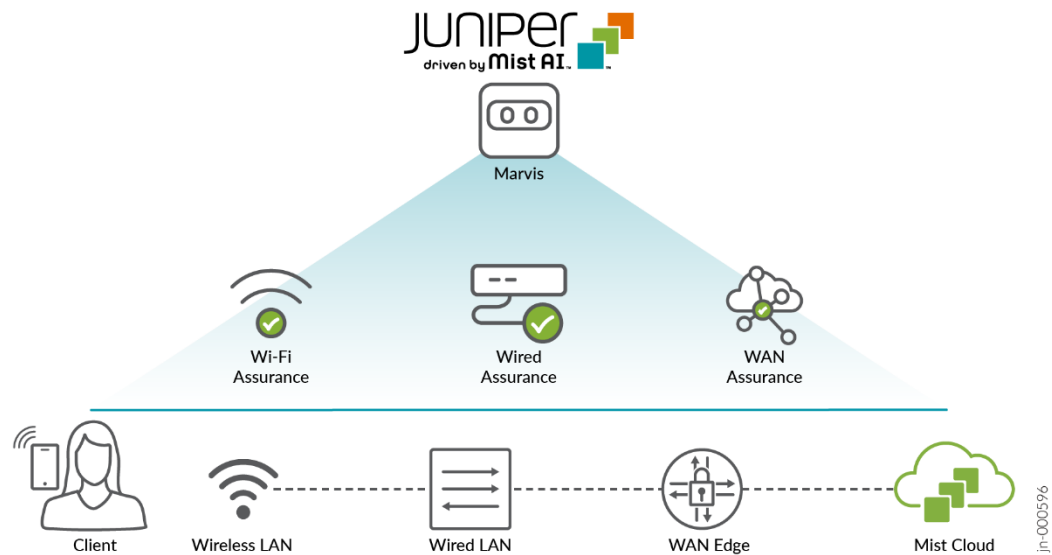 JUNIPer
driven by Mist AI™
Marvis
Wi-Fi
Assurance
Wired
Assurance
WAN
Assurance
Client
Wireless LAN
Wired LAN
WAN Edge
Mist Cloud
jn-000596